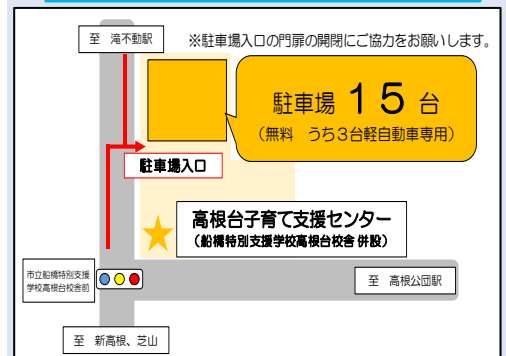 至　滝不動駅
※駐車場入口の門扉の開閉にご協力をお願いします。
駐車場 １５ 台
（無料　うち３台軽自動車専用）
駐車場入口
高根台子育て支援センター
（船橋特別支援学校高根台校舎 併設）
市立船橋特別支援
学校高根台校舎前
至　高根公団駅
至　新高根、芝山